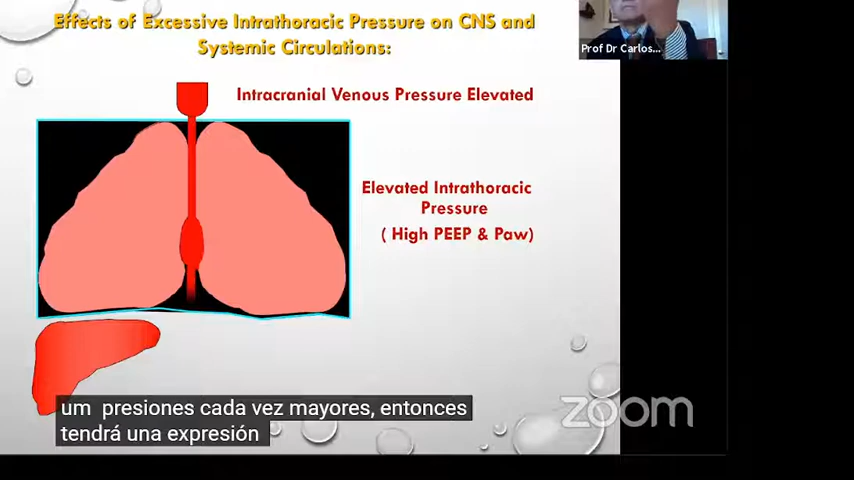 Effects of Excessive Intrathoracic Pressure on CNS and
Systemic Circulations:
Prof Dr Carlos...
Intracranial Venous Pressure Elevated
Elevated Intrathoracic
Pressure
( High PEEP & Paw)
um presiones cada vez mayores, entonces
tendrá una expresión
zoom